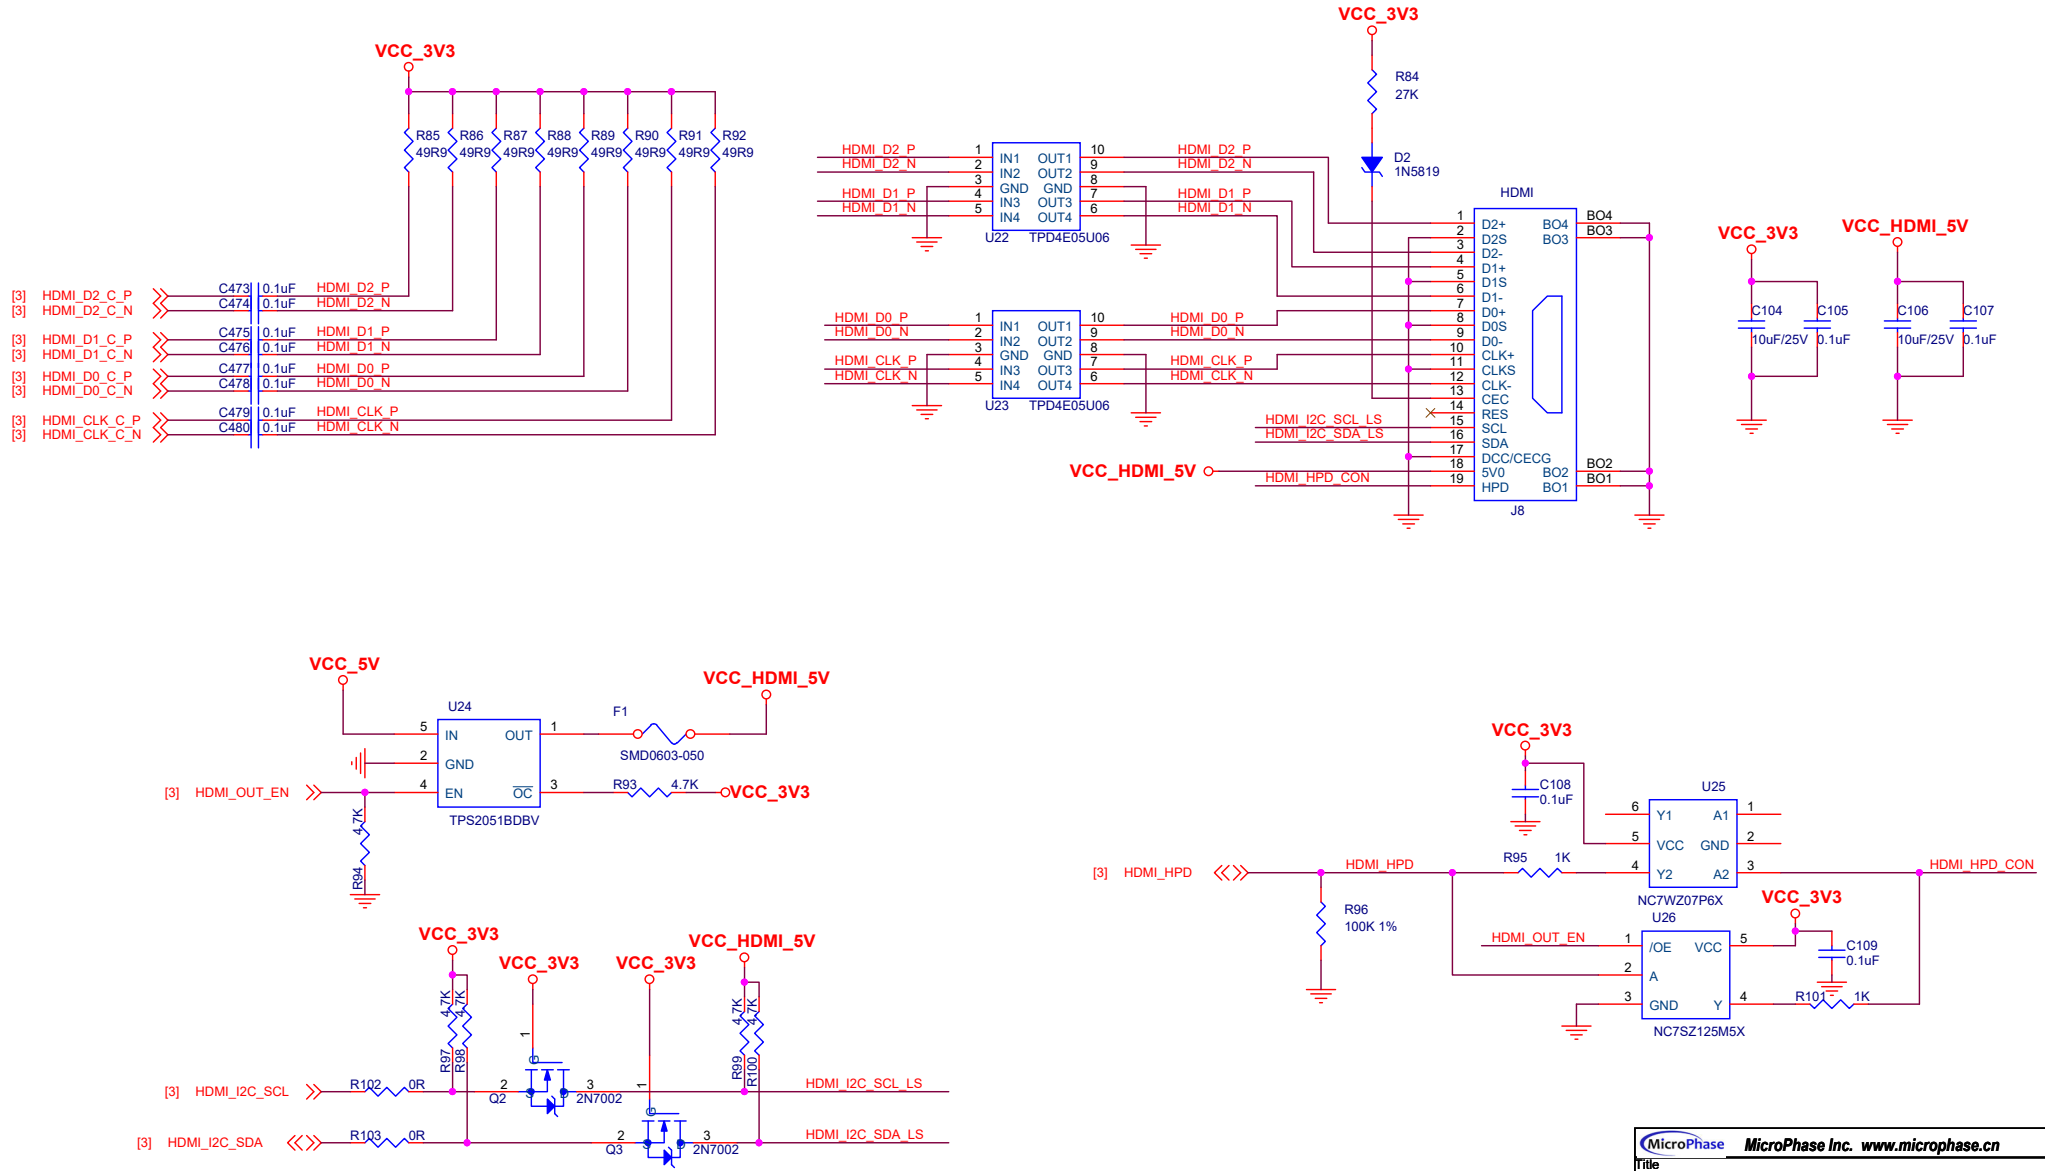 VCC_3V3
R85 R86 R87 R88 R89 R90 R91 R92
49R9 49R9 49R9 49R9 49R9 49R9 49R9 49R9
[3] HDMI_D2_C_P C473 0.1uF HDMI_D2_P
[3] HDMI_D2_C_N C474 0.1uF HDMI_D2_N
[3] HDMI_D1_C_P C475 0.1uF HDMI_D1_P
[3] HDMI_D1_C_N C476 0.1uF HDMI_D1_N
[3] HDMI_D0_C_P C477 0.1uF HDMI_D0_P
[3] HDMI_D0_C_N C478 0.1uF HDMI_D0_N
[3] HDMI_CLK_C_P C479 0.1uF HDMI_CLK_P
[3] HDMI_CLK_C_N C480 0.1uF HDMI_CLK_N
HDMI_D2_P 1 IN1 OUT1 10 HDMI_D2_P
HDMI_D2_N 2 IN2 OUT2 9 HDMI_D2_N
3 GND GND 8
HDMI_D1_P 4 IN3 OUT3 7 HDMI_D1_P
HDMI_D1_N 5 IN4 OUT4 6 HDMI_D1_N
U22 TPD4E05U06
HDMI_D0_P 1 IN1 OUT1 10 HDMI_D0_P
HDMI_D0_N 2 IN2 OUT2 9 HDMI_D0_N
3 GND GND 8
HDMI_CLK_P 4 IN3 OUT3 7 HDMI_CLK_P
HDMI_CLK_N 5 IN4 OUT4 6 HDMI_CLK_N
U23 TPD4E05U06
VCC_3V3
R84
27K
D2
1N5819
HDMI
1 D2+ BO4 BO4
2 D2S BO3 BO3
3 D2-
4 D1+
5 D1S
6 D1-
7 D0+
8 D0S
9 D0-
10 CLK+
11 CLKS
12 CLK-
13 CEC
14 RES
HDMI_I2C_SCL_LS 15 SCL
HDMI_I2C_SDA_LS 16 SDA
17 DCC/CECG
VCC_HDMI_5V 18 5V0 BO2 BO2
HDMI_HPD_CON 19 HPD BO1 BO1
J8
VCC_3V3 VCC_HDMI_5V
C104 C105 C106 C107
10uF/25V 0.1uF 10uF/25V 0.1uF
VCC_5V
VCC_HDMI_5V
U24 F1
5 IN OUT 1
SMD0603-050
2 GND
[3] HDMI_OUT_EN 4 EN OC 3 R93 4.7K VCC_3V3
TPS2051BDBV
4.7K
R94
VCC_3V3 VCC_3V3 VCC_3V3 VCC_HDMI_5V
4.7K 4.7K 4.7K 4.7K
R97 R98 R99 R100
[3] HDMI_I2C_SCL R102 0R 2 1 G S D 3 HDMI_I2C_SCL_LS
Q2 2N7002
[3] HDMI_I2C_SDA R103 0R 2 1 G S D 3 HDMI_I2C_SDA_LS
Q3 2N7002
VCC_3V3
C108
0.1uF
U25
6 Y1 A1 1
5 VCC GND 2
[3] HDMI_HPD HDMI_HPD R95 1K 4 Y2 A2 3 HDMI_HPD_CON
NC7WZ07P6X
R96
100K 1%
U26
VCC_3V3
HDMI_OUT_EN 1 /OE VCC 5
C109
0.1uF
2 A
3 GND Y 4 R101 1K
NC7SZ125M5X
MicroPhase MicroPhase Inc. www.microphase.cn
Title